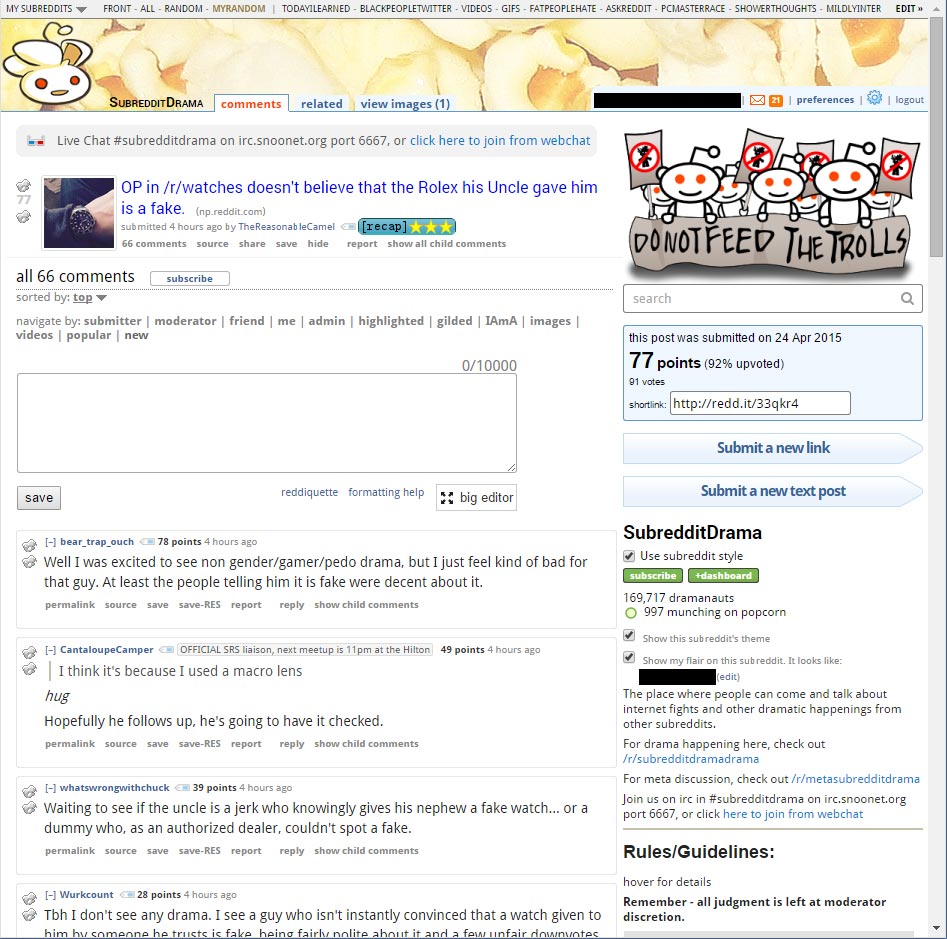 MY SUBREDDITS FRONT - ALL - RANDOM - MYRANDOM | TODAYILEARNED - BLACKPEOPLETWITTER - VIDEOS - GIFS - FATPEOPLEHATE - ASKREDDIT - PCMASTERRACE - SHOWERTHOUGHTS - MILDLYINTER EDIT »
SUBREDDITDRAMA comments related view images (1)
21 | preferences | | logout
Live Chat #subredditdrama on irc.snoonet.org port 6667, or click here to join from webchat
77
OP in /r/watches doesn't believe that the Rolex his Uncle gave him
is a fake. (np.reddit.com)
submitted 4 hours ago by TheReasonableCamel [recap]
66 comments source share save hide report show all child comments
all 66 comments subscribe
sorted by: top
navigate by: submitter | moderator | friend | me | admin | highlighted | gilded | IAmA | images |
videos | popular | new
0/10000
save
reddiquette formatting help big editor
[–] bear_trap_ouch 78 points 4 hours ago
Well I was excited to see non gender/gamer/pedo drama, but I just feel kind of bad for
that guy. At least the people telling him it is fake were decent about it.
permalink source save save-RES report reply show child comments
[–] CantaloupeCamper OFFICIAL SRS liaison, next meetup is 11pm at the Hilton 49 points 4 hours ago
I think it's because I used a macro lens
hug
Hopefully he follows up, he's going to have it checked.
permalink source save save-RES report reply show child comments
[–] whatswrongwithchuck 39 points 4 hours ago
Waiting to see if the uncle is a jerk who knowingly gives his nephew a fake watch... or a
dummy who, as an authorized dealer, couldn't spot a fake.
permalink source save save-RES report reply show child comments
[–] Wurkcount 28 points 4 hours ago
Tbh I don't see any drama. I see a guy who isn't instantly convinced that a watch given to
him by someone he trusts is fake, being fairly polite about it and a few unfair downvotes
DO NOT FEED THE TROLLS
search
this post was submitted on 24 Apr 2015
77 points (92% upvoted)
91 votes
shortlink: http://redd.it/33qkr4
Submit a new link
Submit a new text post
SubredditDrama
Use subreddit style
subscribe +dashboard
169,717 dramanauts
997 munching on popcorn
Show this subreddit's theme
Show my flair on this subreddit. It looks like:
(edit)
The place where people can come and talk about
internet fights and other dramatic happenings from
other subreddits.
For drama happening here, check out
/r/subredditdramadrama
For meta discussion, check out /r/metasubredditdrama
Join us on irc in #subredditdrama on irc.snoonet.org
port 6667, or click here to join from webchat
Rules/Guidelines:
hover for details
Remember - all judgment is left at moderator
discretion.